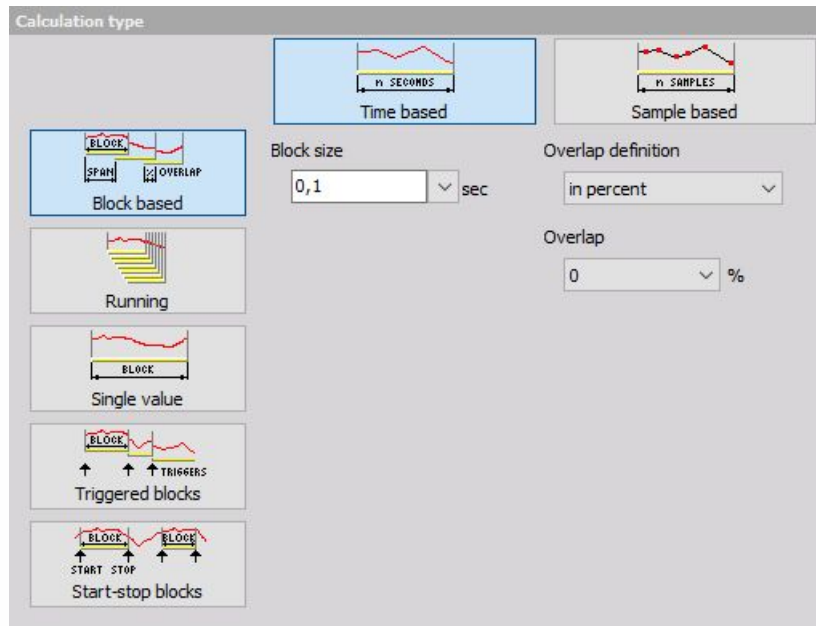 Calculation type
n SECONDS
Time based
n SAMPLES
Sample based
BLOCK
SPAN % OVERLAP
Block based
Block size
0,1 sec
Overlap definition
in percent
Overlap
0 %
Running
BLOCK
Single value
BLOCK
TRIGGERS
Triggered blocks
BLOCK BLOCK
START STOP
Start-stop blocks